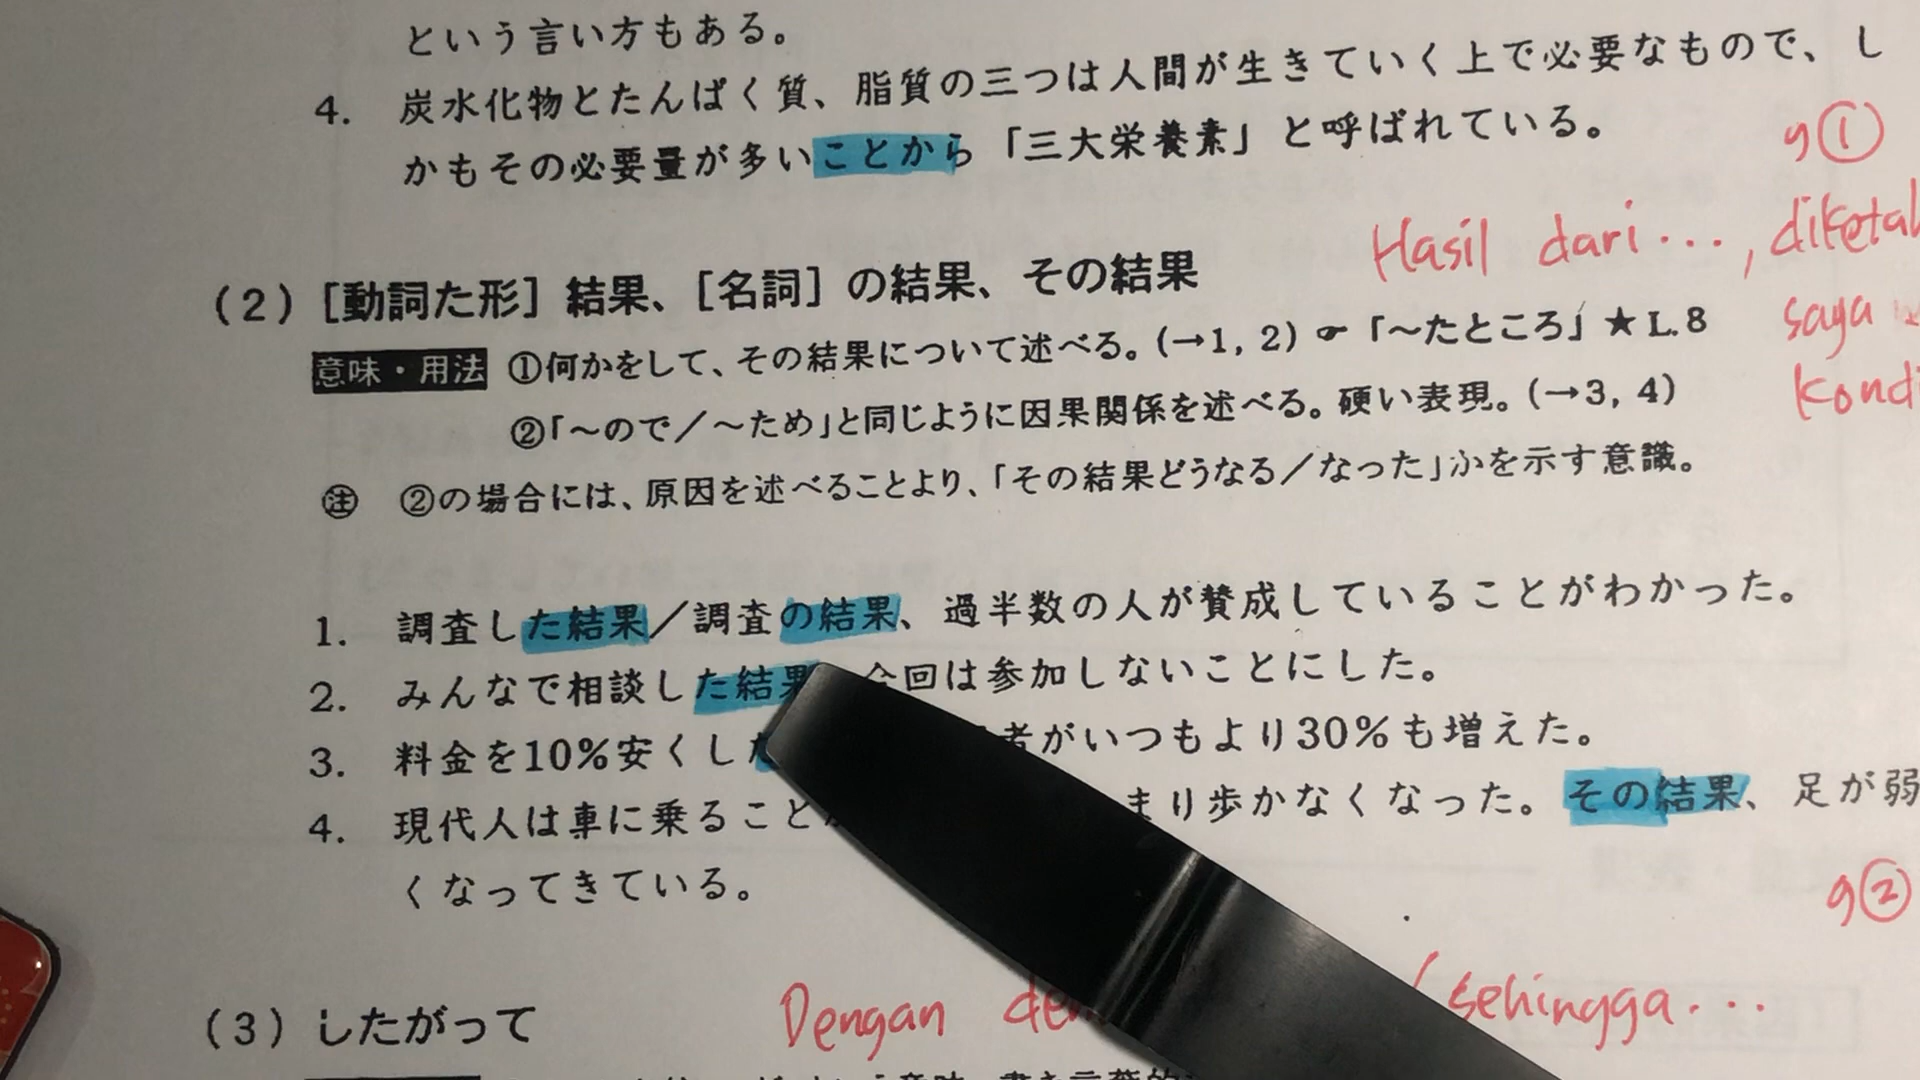 という言い方もある。
4. 炭水化物とたんぱく質、脂質の三つは人間が生きていく上で必要なもので、し
かもその必要量が多いことから「三大栄養素」と呼ばれている。
g①
Hasil dari ...,
saya
(2) [動詞た形] 結果、[名詞] の結果、その結果
意味・用法 ①何かをして、その結果について述べる。(→1, 2) ☞「〜たところ」★L.8
②「〜ので/〜ため」と同じように因果関係を述べる。硬い表現。(→3, 4)
㊟ ②の場合には、原因を述べることより、「その結果どうなる/なった」かを示す意識。
1. 調査した結果/調査の結果、過半数の人が賛成していることがわかった。
2. みんなで相談した結果 今回は参加しないことにした。
3. 料金を10%安くした 者がいつもより30%も増えた。
4. 現代人は車に乗ること まり歩かなくなった。その結果、足が弱
くなってきている。
g②
(3) したがって
Dengan / sehingga...